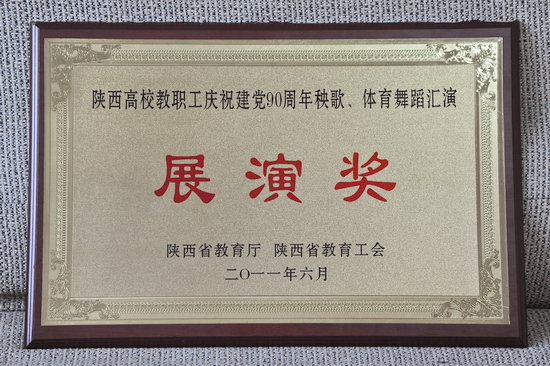 陕西高校教职工庆祝建党90周年秧歌、体育舞蹈汇演
展演奖
陕西省教育厅 陕西省教育工会
二〇一一年六月